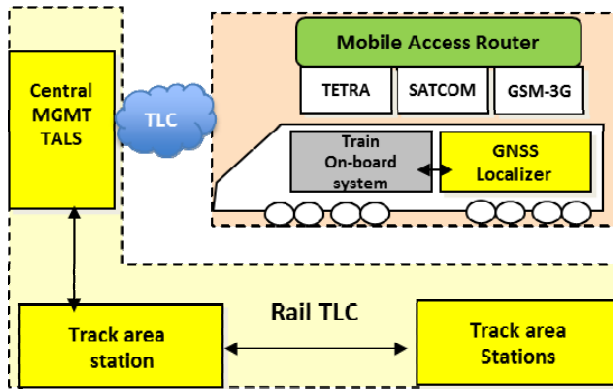 Mobile Access Router
TETRA
SATCOM
GSM-3G
Central
MGMT
TALS
TLC
Train
On-board
system
GNSS
Localizer
Rail TLC
Track area
station
Track area
Stations